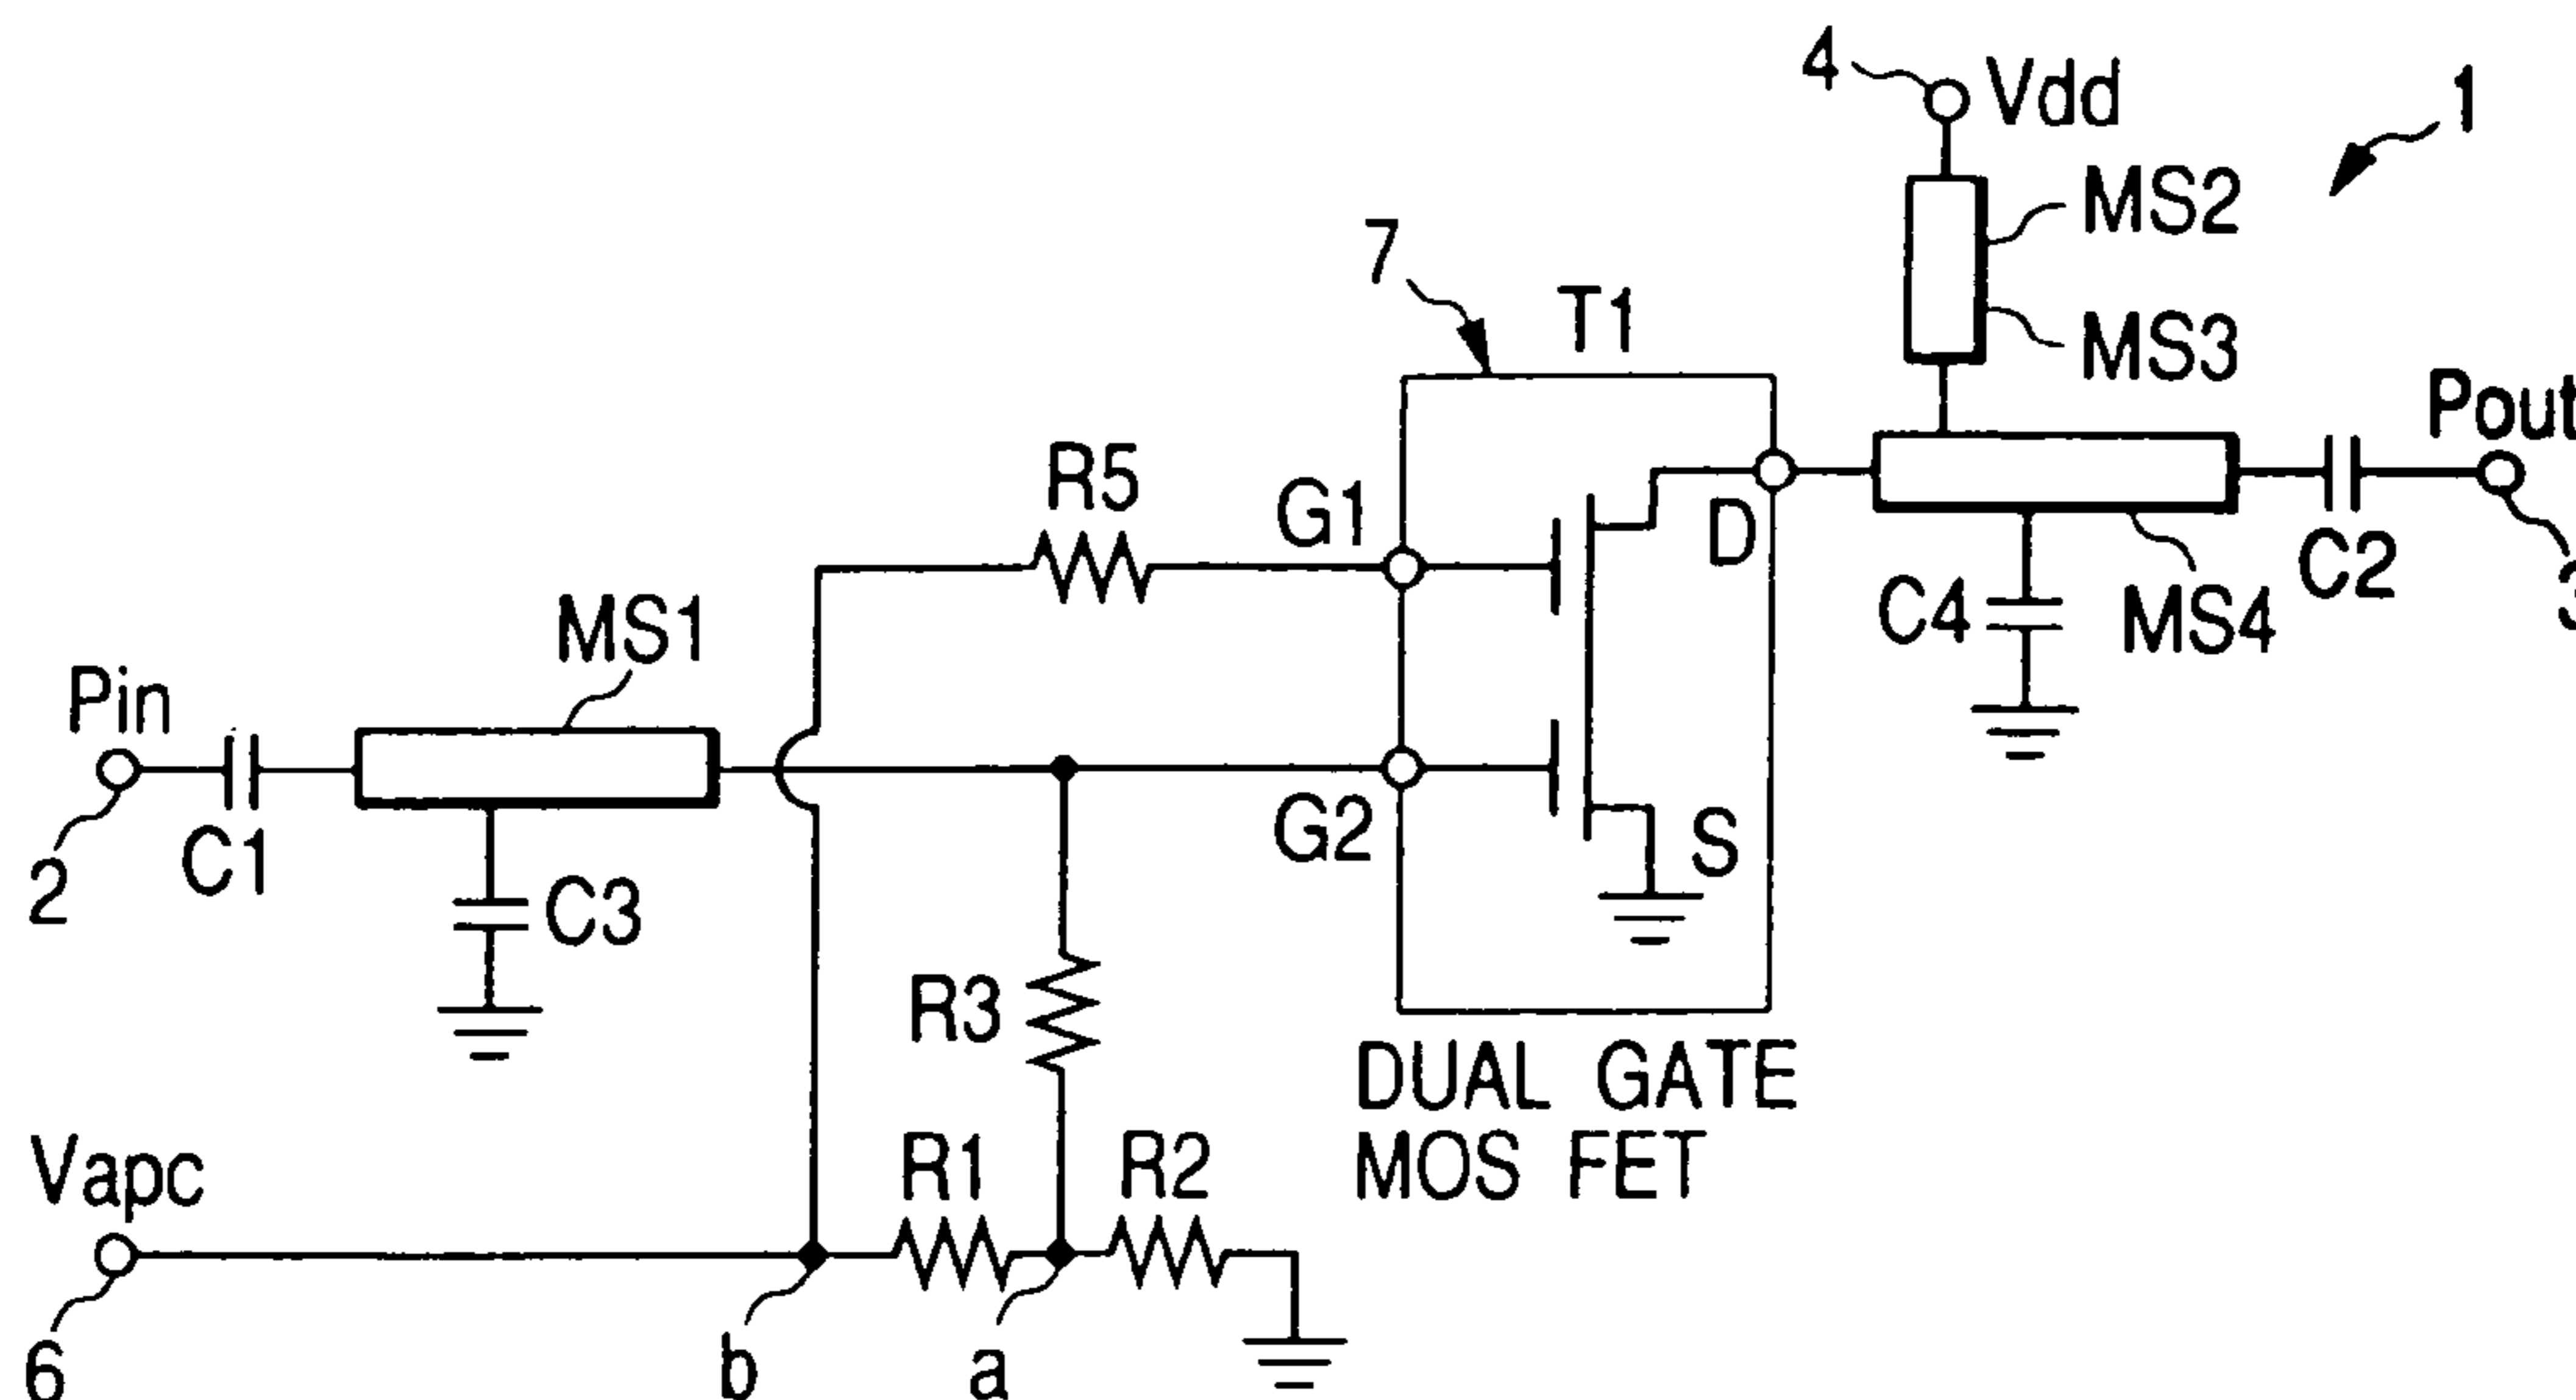 4
Vdd
1
MS2
MS3
7
T1
Pout
R5
G1
D
C2
3
C4
MS4
MS1
Pin
2
C1
C3
G2
S
R3
DUAL GATE
MOS FET
Vapc
R1
R2
6
b
a